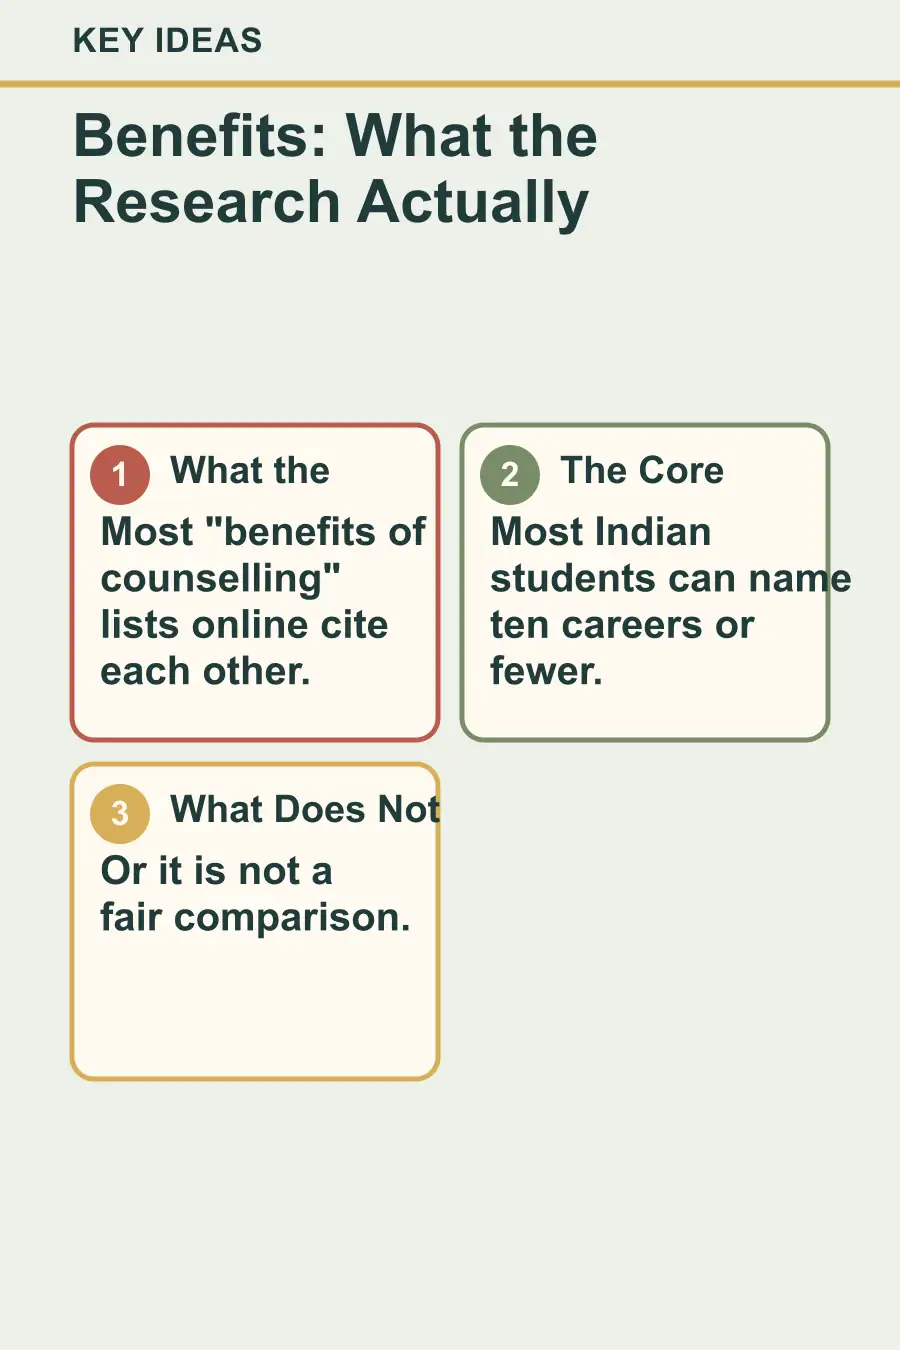 KEY IDEAS
Benefits: What the
Research Actually
1 What the
Most "benefits of
counselling"
lists online cite
each other.
2 The Core
Most Indian
students can name
ten careers or
fewer.
3 What Does Not
Or it is not a
fair comparison.